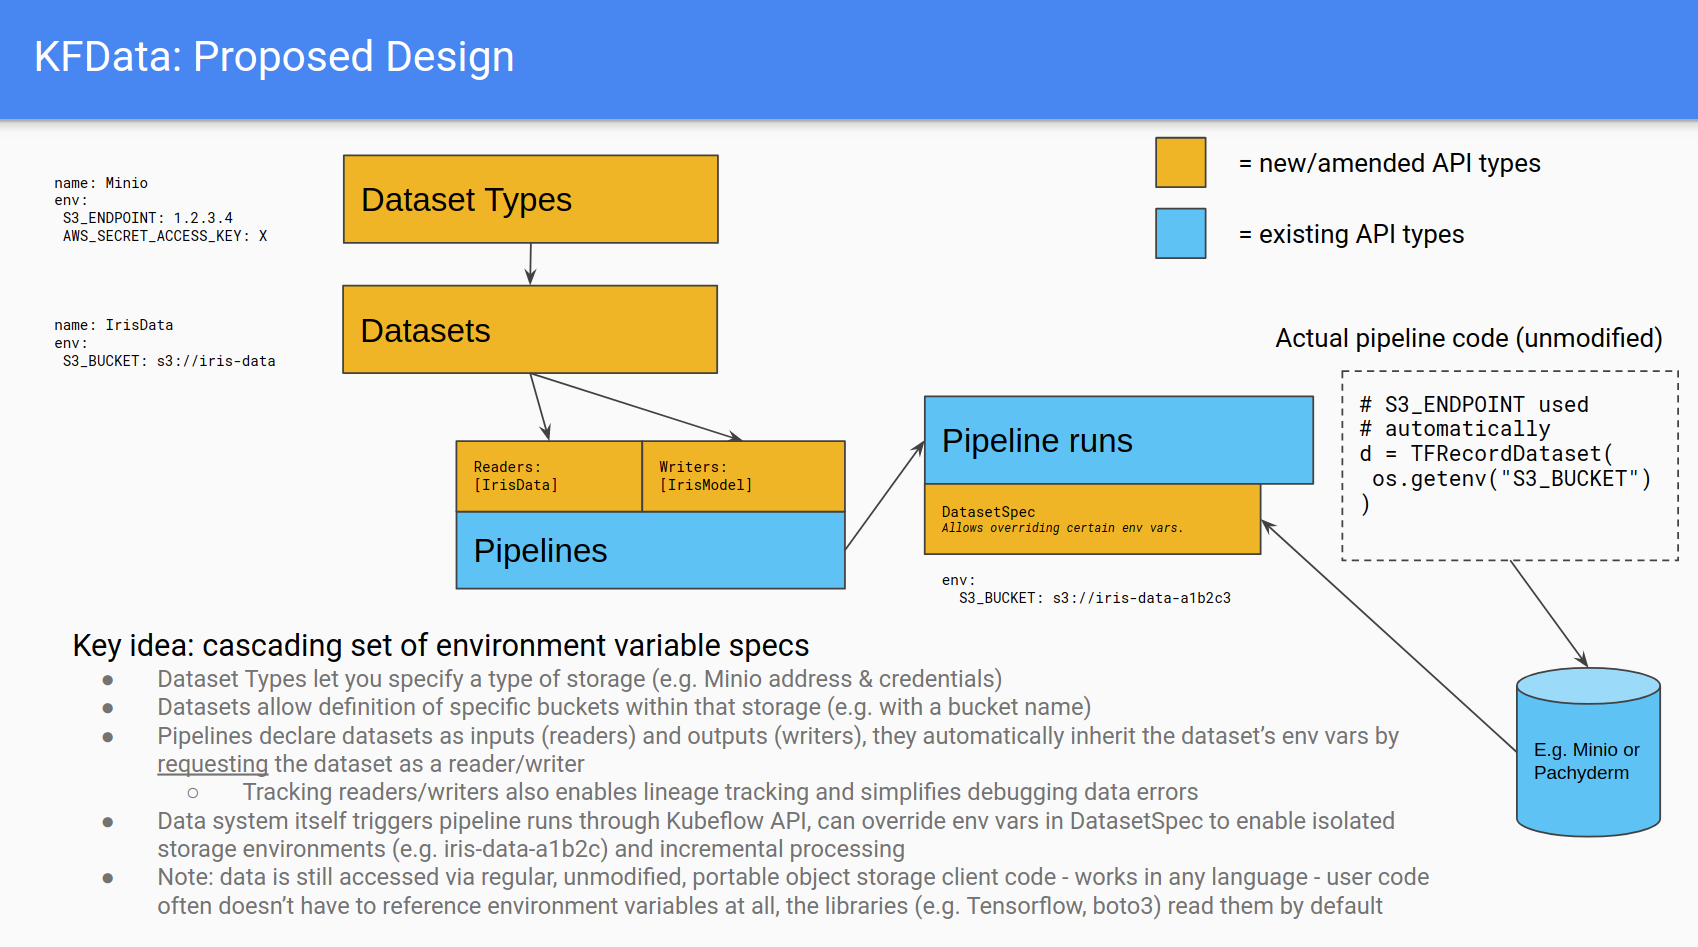 KFData: Proposed Design
name: Minio
env:
S3_ENDPOINT: 1.2.3.4
AWS_SECRET_ACCESS_KEY: X
Dataset Types
= new/amended API types
= existing API types
name: IrisData
env:
S3_BUCKET: s3://iris-data
Datasets
Readers:
[IrisData]
Writers:
[IrisModel]
Pipelines
Pipeline runs
DatasetSpec
Allows overriding certain env vars.
env:
S3_BUCKET: s3://iris-data-a1b2c3
Actual pipeline code (unmodified)
# S3_ENDPOINT used
# automatically
d = TFRecordDataset(
os.getenv("S3_BUCKET")
)
E.g. Minio or
Pachyderm
Key idea: cascading set of environment variable specs
● Dataset Types let you specify a type of storage (e.g. Minio address & credentials)
● Datasets allow definition of specific buckets within that storage (e.g. with a bucket name)
● Pipelines declare datasets as inputs (readers) and outputs (writers), they automatically inherit the dataset’s env vars by
requesting the dataset as a reader/writer
○ Tracking readers/writers also enables lineage tracking and simplifies debugging data errors
● Data system itself triggers pipeline runs through Kubeflow API, can override env vars in DatasetSpec to enable isolated
storage environments (e.g. iris-data-a1b2c) and incremental processing
● Note: data is still accessed via regular, unmodified, portable object storage client code - works in any language - user code
often doesn’t have to reference environment variables at all, the libraries (e.g. Tensorflow, boto3) read them by default